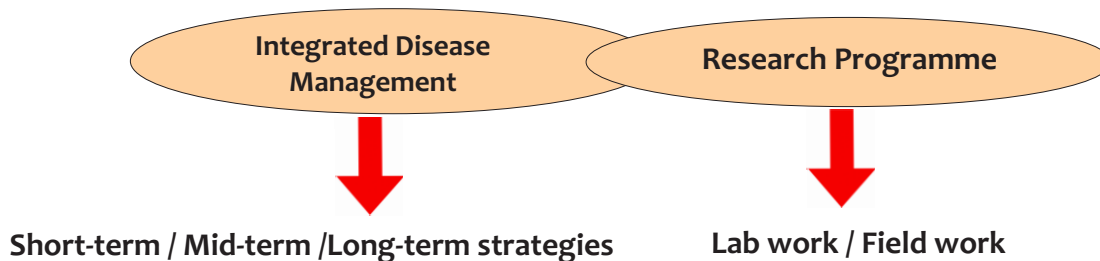 Integrated Disease
Management
Research Programme
Short-term / Mid-term /Long-term strategies
Lab work / Field work